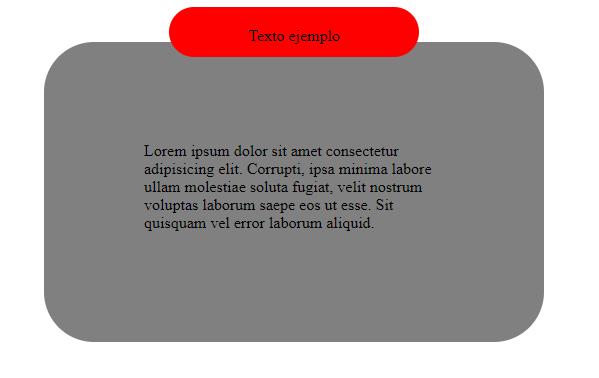 Texto ejemplo
Lorem ipsum dolor sit amet consectetur
adipisicing elit. Corrupti, ipsa minima labore
ullam molestiae soluta fugiat, velit nostrum
voluptas laborum saepe eos ut esse. Sit
quisquam vel error laborum aliquid.